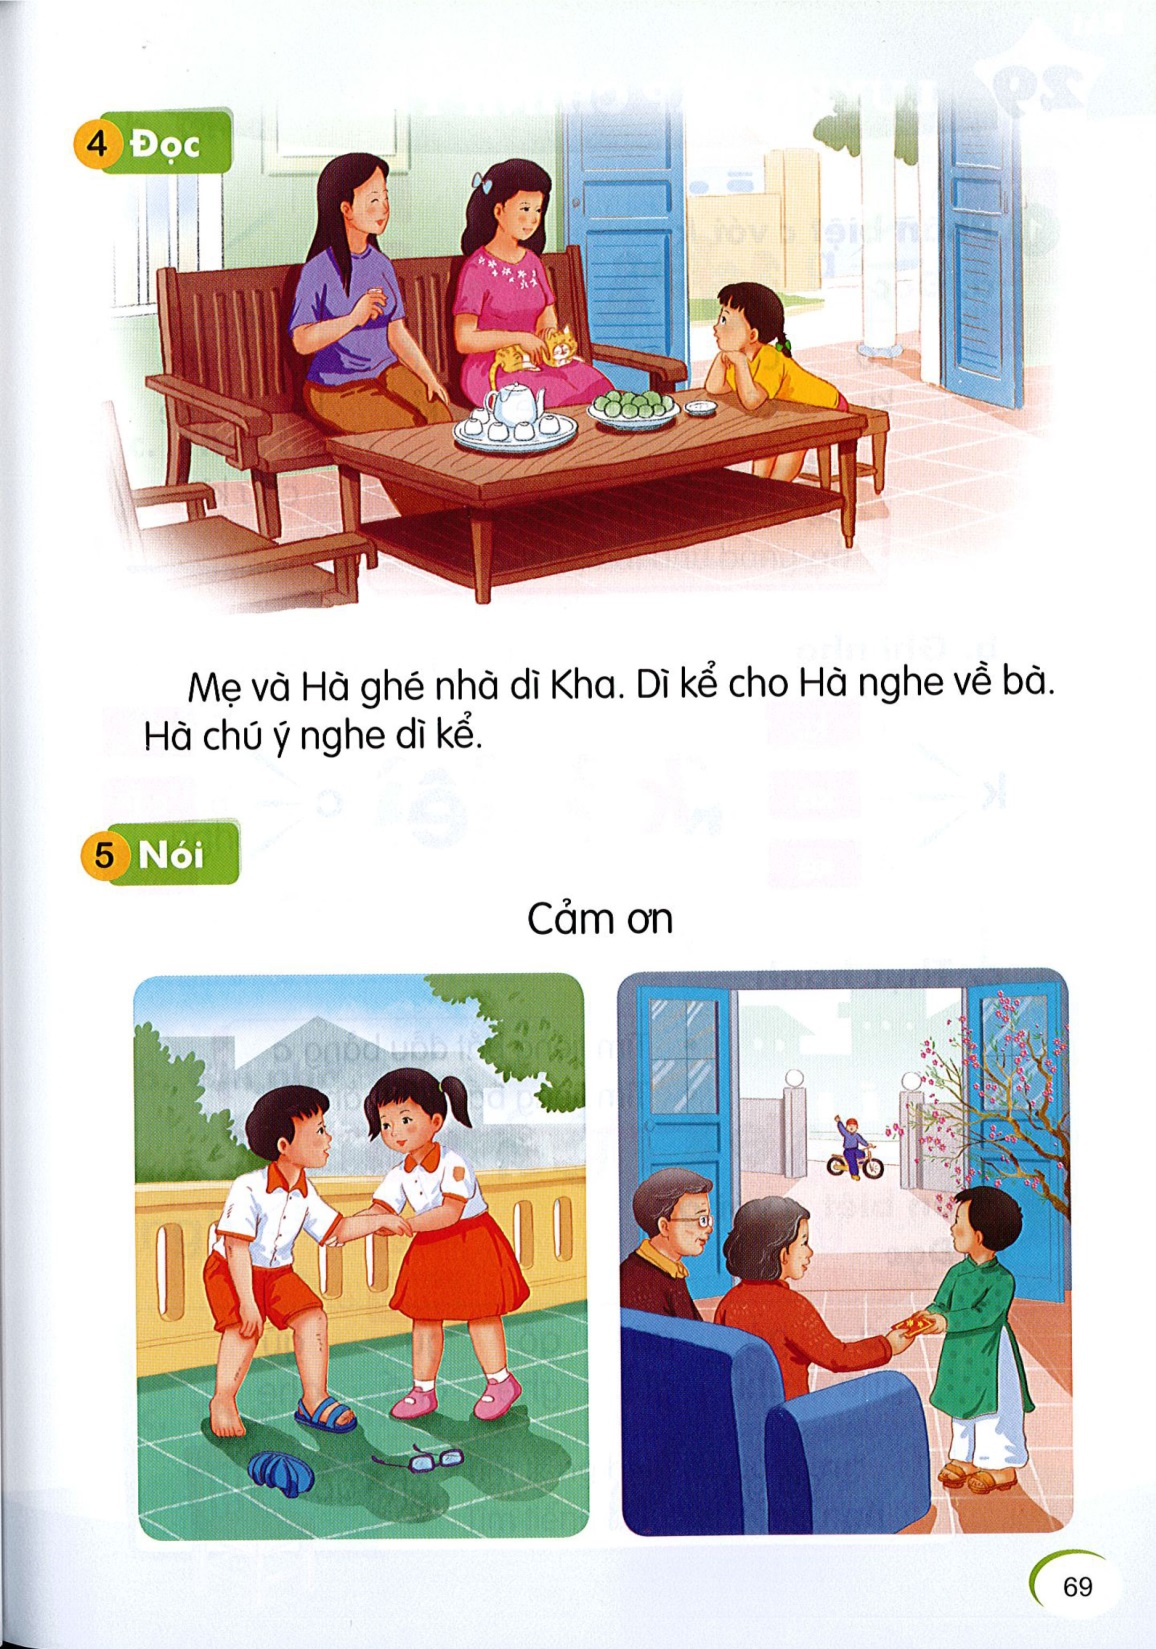 4 Đọc
Mẹ và Hà ghé nhà dì Kha. Dì kể cho Hà nghe về bà.
Hà chú ý nghe dì kể.
5 Nói
Cảm ơn
69